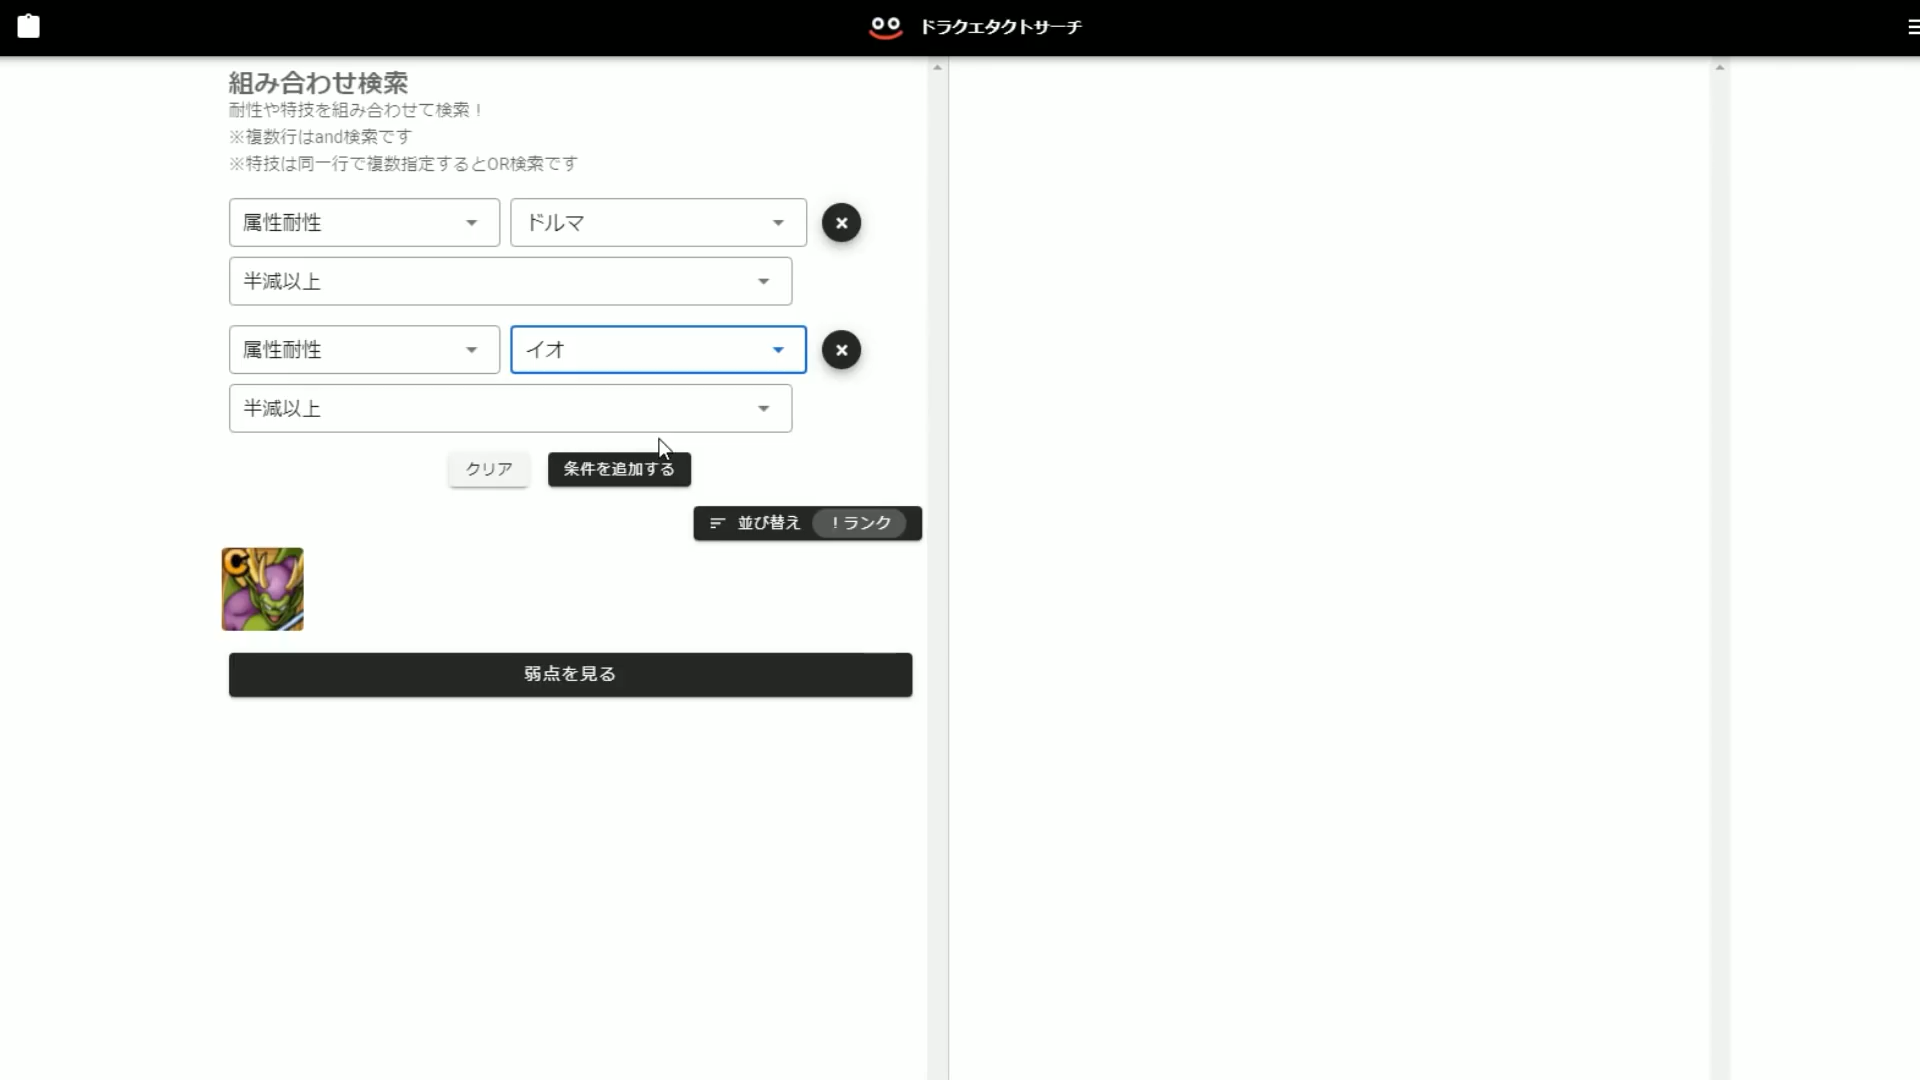 ドラクエタクトサーチ
組み合わせ検索
耐性や特技を組み合わせて検索！
※複数行はand検索です
※特技は同一行で複数指定するとOR検索です
属性耐性 ドルマ
半減以上
属性耐性 イオ
半減以上
クリア 条件を追加する
並び替え ！ランク
C
弱点を見る